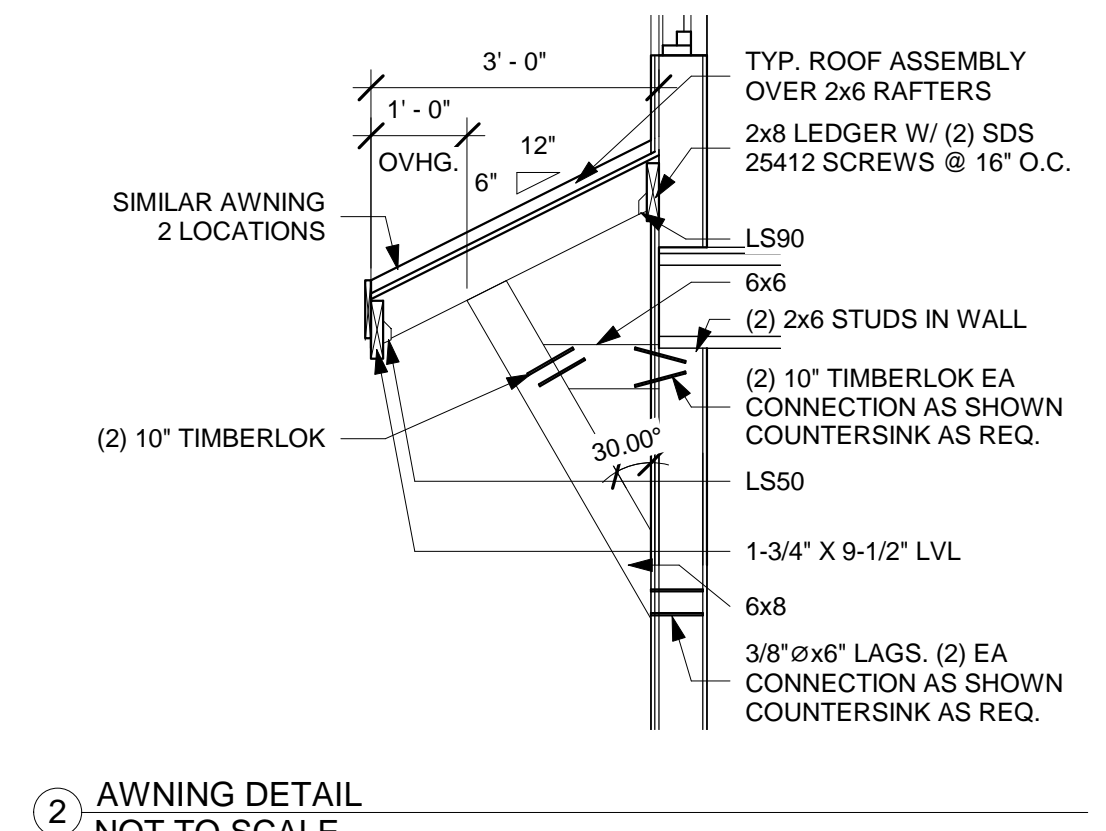 3' - 0"
1' - 0"
OVHG.
12"
6"
SIMILAR AWNING
2 LOCATIONS
(2) 10" TIMBERLOK
30.00°
TYP. ROOF ASSEMBLY
OVER 2x6 RAFTERS
2x8 LEDGER W/ (2) SDS
25412 SCREWS @ 16" O.C.
LS90
6x6
(2) 2x6 STUDS IN WALL
(2) 10" TIMBERLOK EA
CONNECTION AS SHOWN
COUNTERSINK AS REQ.
LS50
1-3/4" X 9-1/2" LVL
6x8
3/8"∅x6" LAGS. (2) EA
CONNECTION AS SHOWN
COUNTERSINK AS REQ.
2 AWNING DETAIL
NOT TO SCALE